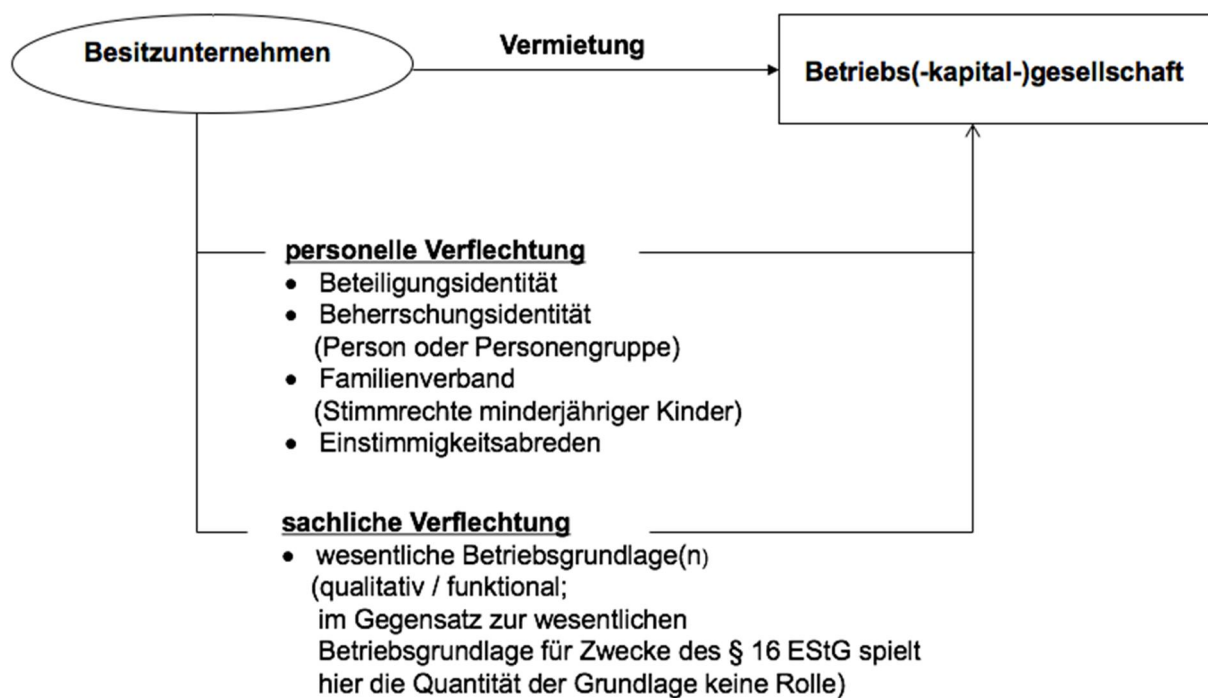 Besitzunternehmen
Vermietung
Betriebs(-kapital-)gesellschaft
personelle Verflechtung
• Beteiligungsidentität
• Beherrschungsidentität
(Person oder Personengruppe)
• Familienverband
(Stimmrechte minderjähriger Kinder)
• Einstimmigkeitsabreden
sachliche Verflechtung
• wesentliche Betriebsgrundlage(n)
(qualitativ / funktional;
im Gegensatz zur wesentlichen
Betriebsgrundlage für Zwecke des § 16 EStG spielt
hier die Quantität der Grundlage keine Rolle)